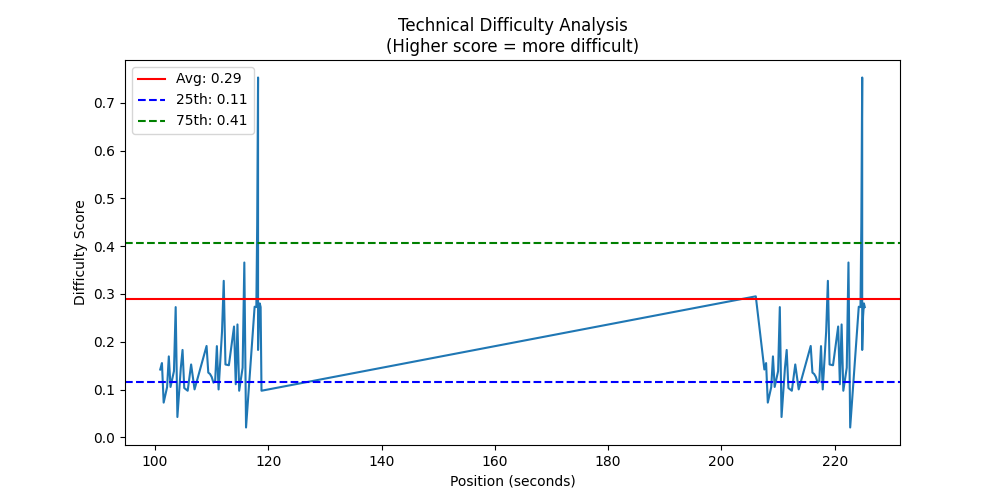 Technical Difficulty Analysis
(Higher score = more difficult)
Avg: 0.29
25th: 0.11
75th: 0.41
Difficulty Score
0.7
0.6
0.5
0.4
0.3
0.2
0.1
0.0
100
120
140
160
180
200
220
Position (seconds)